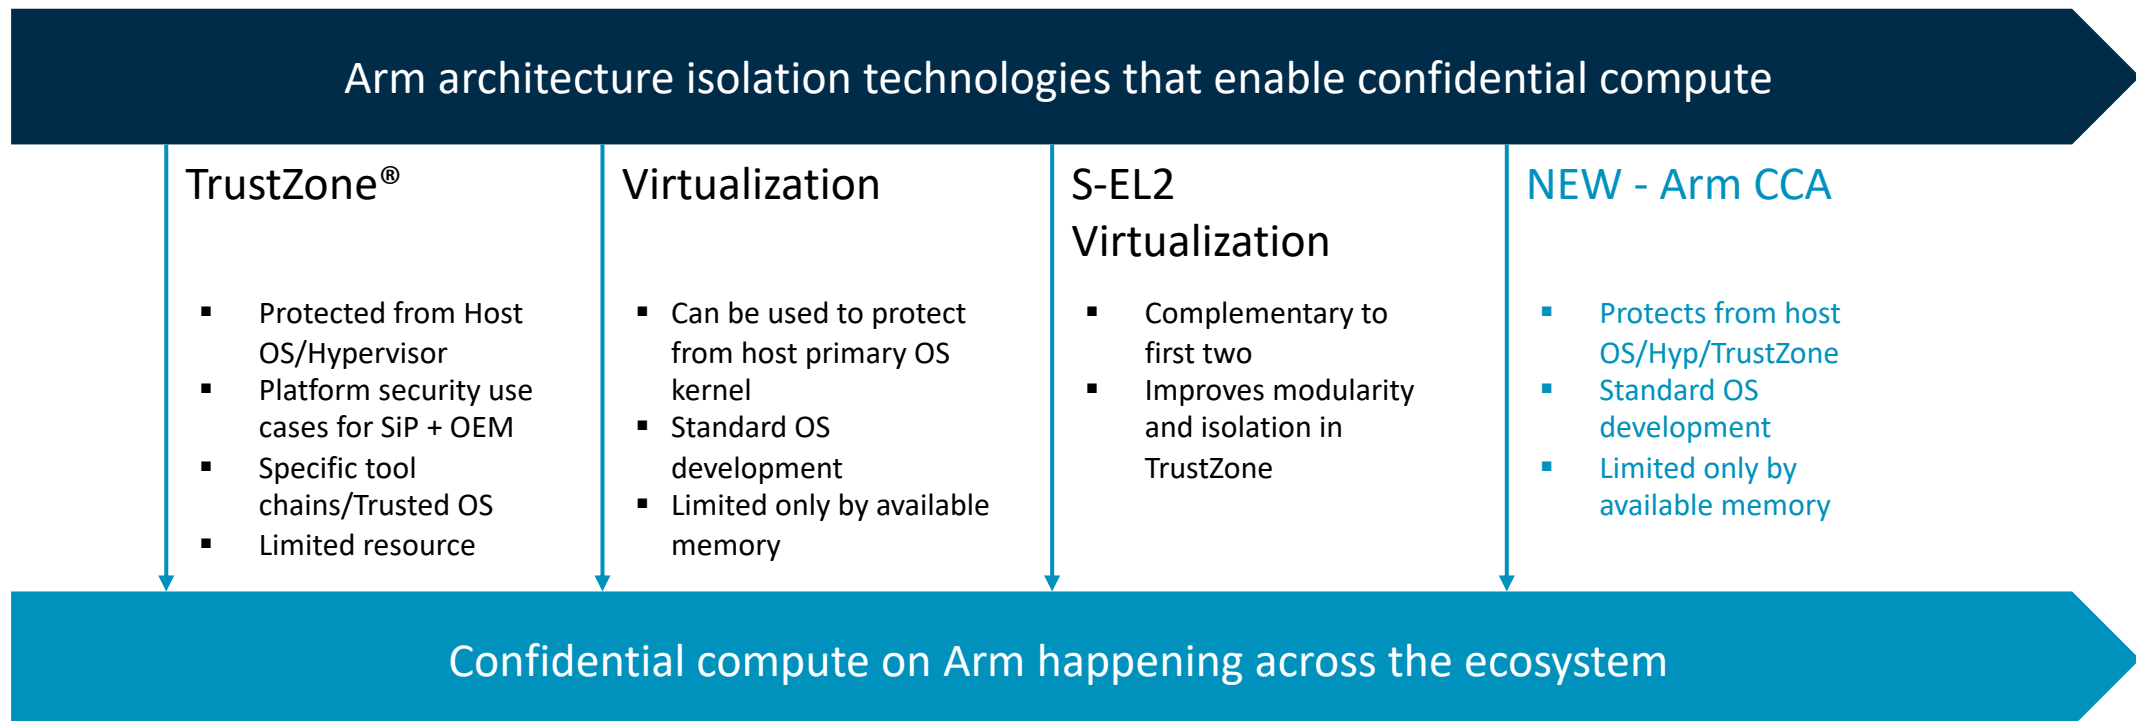 Arm architecture isolation technologies that enable confidential compute
TrustZone®
▪ Protected from Host
OS/Hypervisor
▪ Platform security use
cases for SiP + OEM
▪ Specific tool
chains/Trusted OS
▪ Limited resource
Virtualization
▪ Can be used to protect
from host primary OS
kernel
▪ Standard OS
development
▪ Limited only by available
memory
S-EL2
Virtualization
▪ Complementary to
first two
▪ Improves modularity
and isolation in
TrustZone
NEW - Arm CCA
▪ Protects from host
OS/Hyp/TrustZone
▪ Standard OS
development
▪ Limited only by
available memory
Confidential compute on Arm happening across the ecosystem